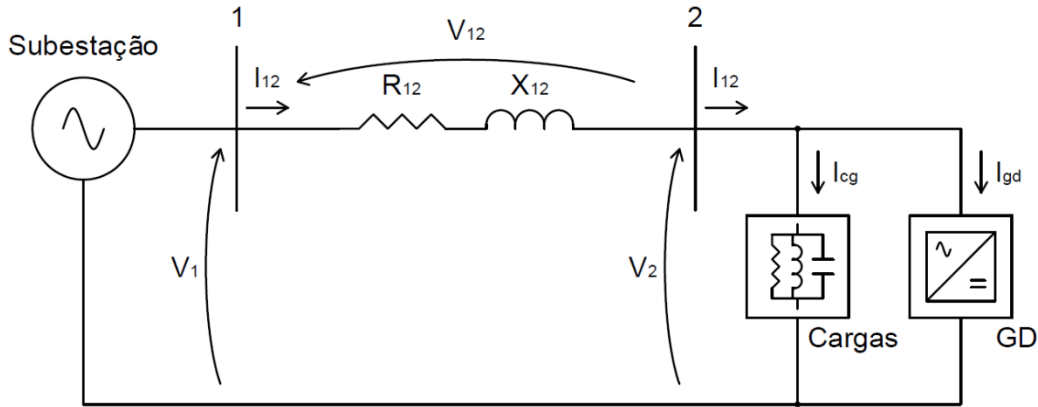 1
2
Subestação
V12
I12
R12
X12
I12
Icg
Igd
V1
V2
Cargas
GD